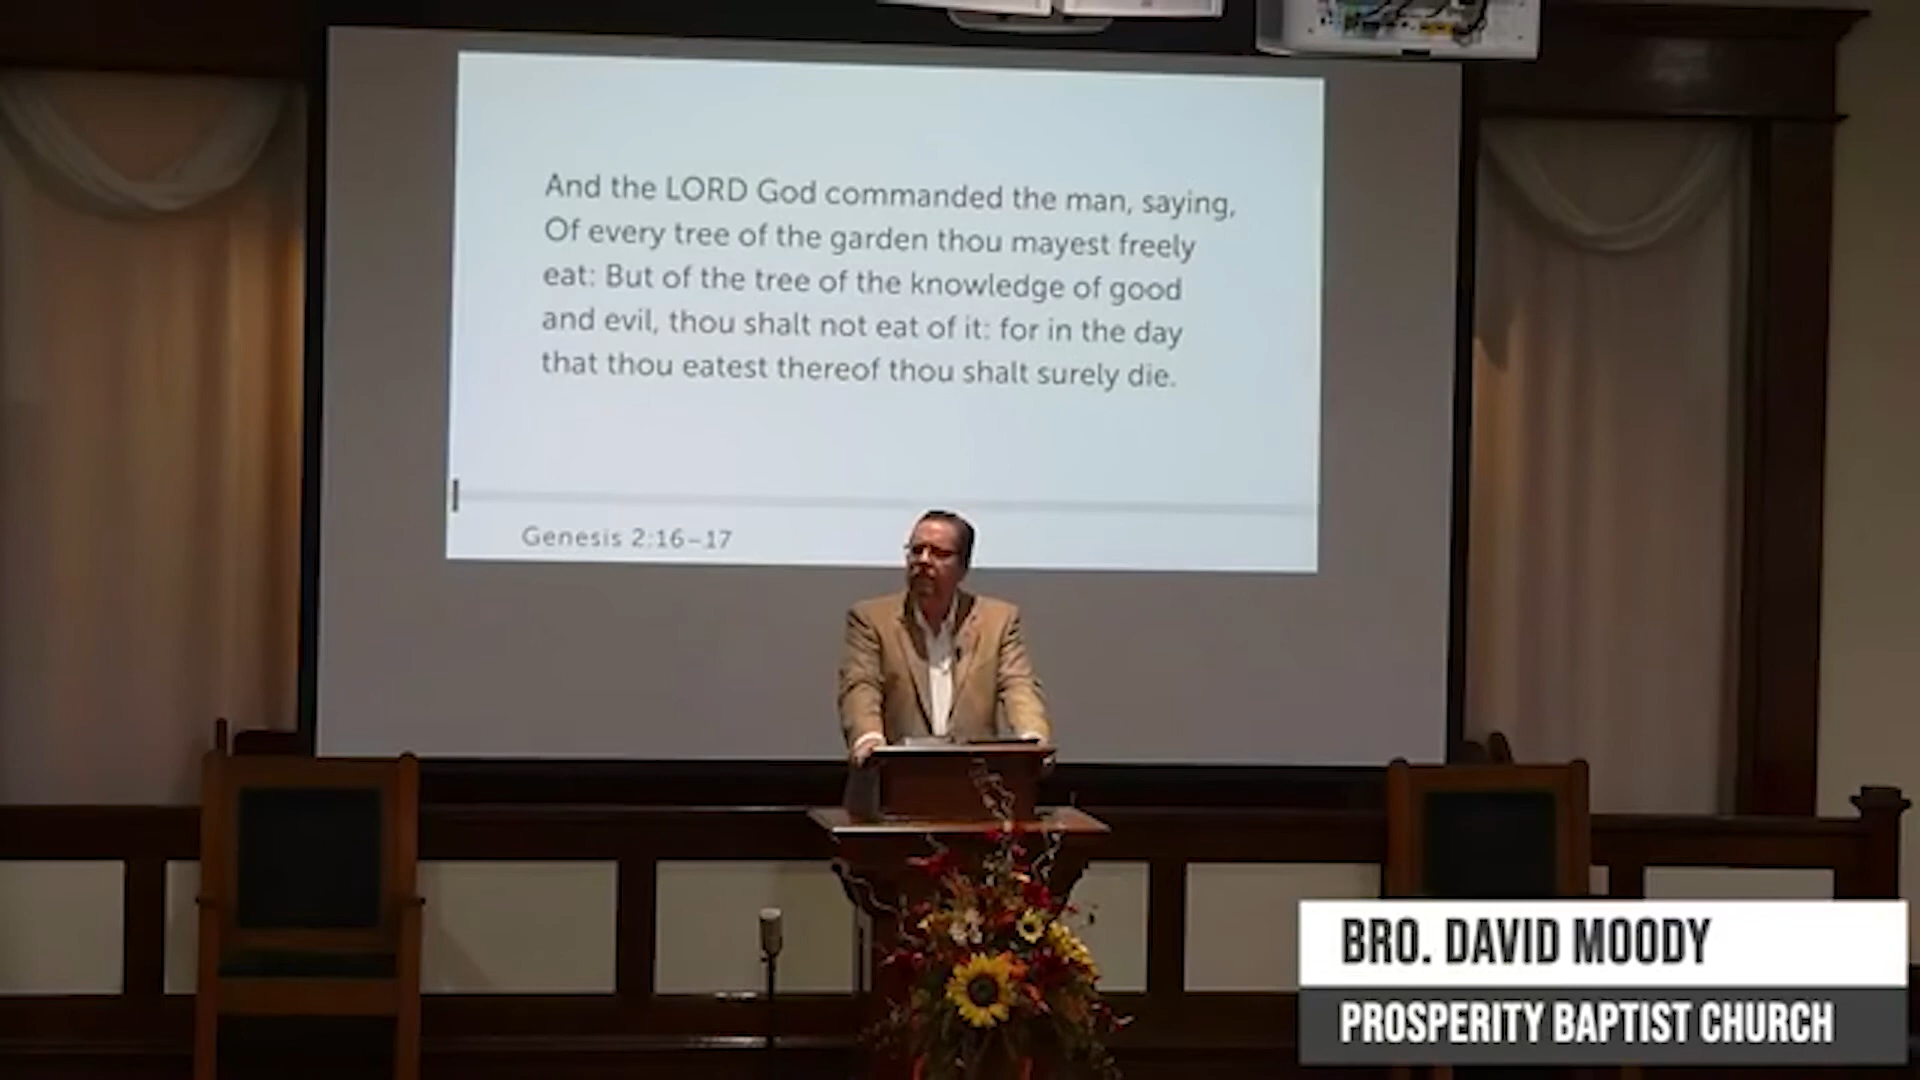 And the LORD God commanded the man, saying,
Of every tree of the garden thou mayest freely
eat: But of the tree of the knowledge of good
and evil, thou shalt not eat of it: for in the day
that thou eatest thereof thou shalt surely die.
Genesis 2:16–17
BRO. DAVID MOODY
PROSPERITY BAPTIST CHURCH